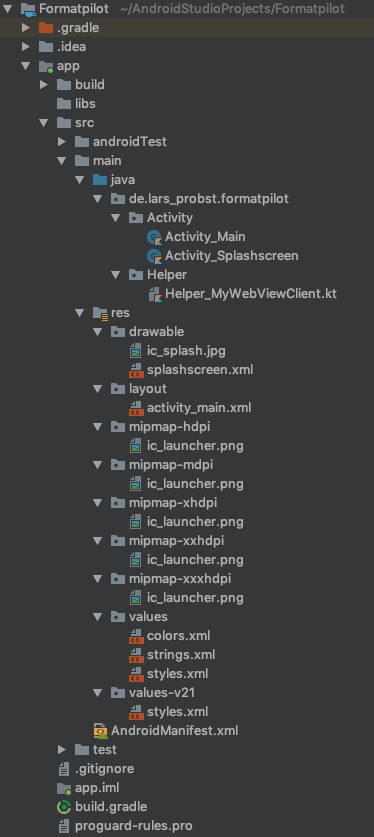 Formatpilot ~/AndroidStudioProjects/Formatpilot
.gradle
.idea
app
build
libs
src
androidTest
main
java
de.lars_probst.formatpilot
Activity
Activity_Main
Activity_Splashscreen
Helper
Helper_MyWebViewClient.kt
res
drawable
ic_splash.jpg
splashscreen.xml
layout
activity_main.xml
mipmap-hdpi
ic_launcher.png
mipmap-mdpi
ic_launcher.png
mipmap-xhdpi
ic_launcher.png
mipmap-xxhdpi
ic_launcher.png
mipmap-xxxhdpi
ic_launcher.png
values
colors.xml
strings.xml
styles.xml
values-v21
styles.xml
AndroidManifest.xml
test
.gitignore
app.iml
build.gradle
proguard-rules.pro